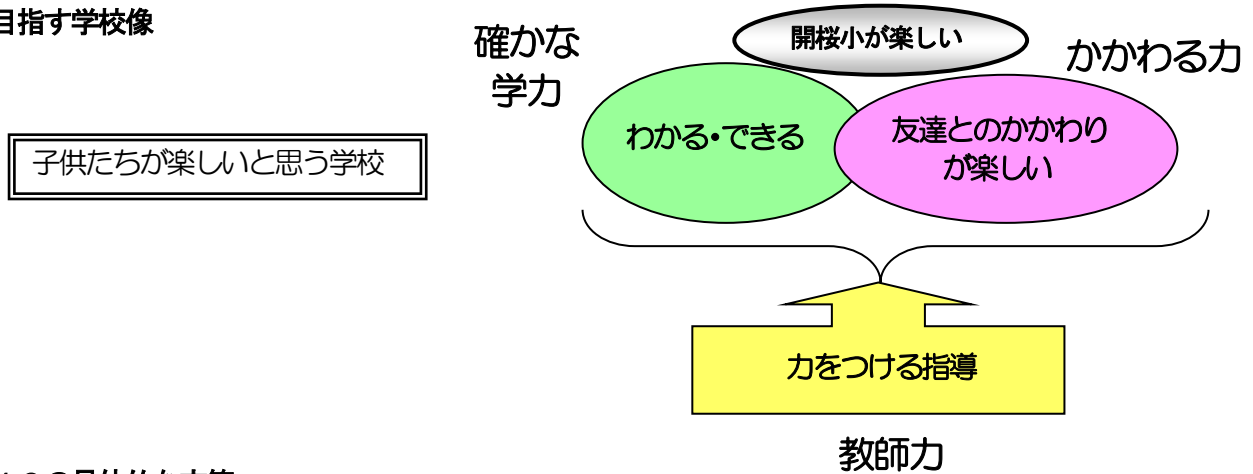 目指す学校像
子供たちが楽しいと思う学校
確かな
学力
開桜小が楽しい
かかわる力
わかる・できる
友達とのかかわり
が楽しい
力をつける指導
教師力